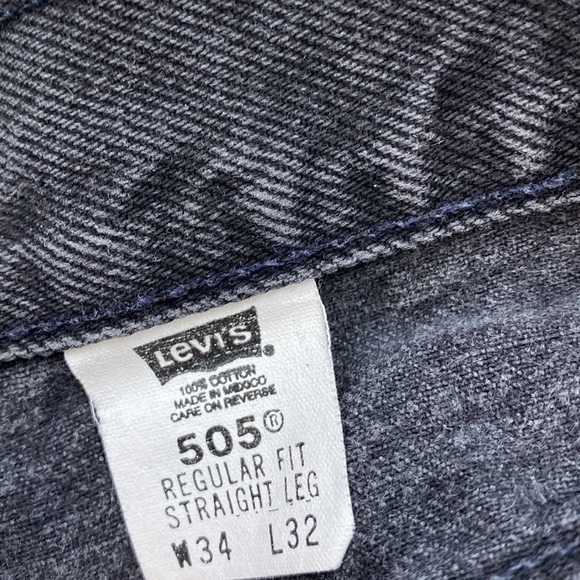 Levi's®
100% COTTON
MADE IN MEXICO
CARE ON REVERSE
505®
REGULAR FIT
STRAIGHT LEG
W34 L32